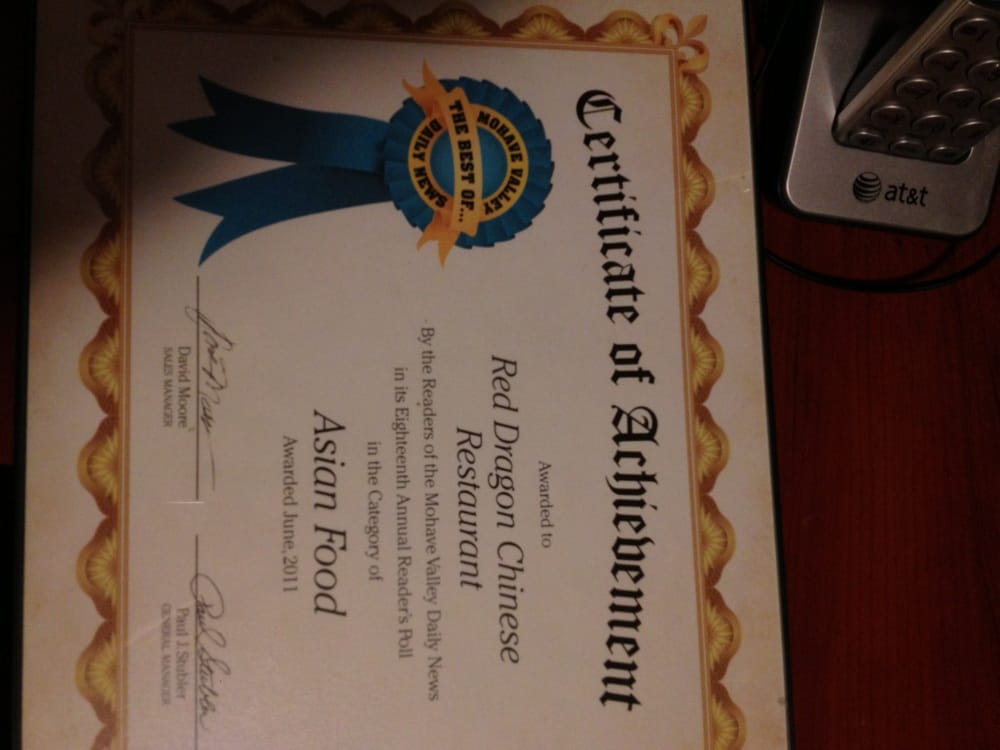 Certificate of Achievement
MOHAVE VALLEY
THE BEST OF...
DAILY NEWS
Awarded to
Red Dragon Chinese
Restaurant
By the Readers of the Mohave Valley Daily News
in its Eighteenth Annual Reader's Poll
in the Category of
Asian Food
Awarded June, 2011
David Moore
SALES MANAGER
Paul J. Stubler
GENERAL MANAGER
at&t